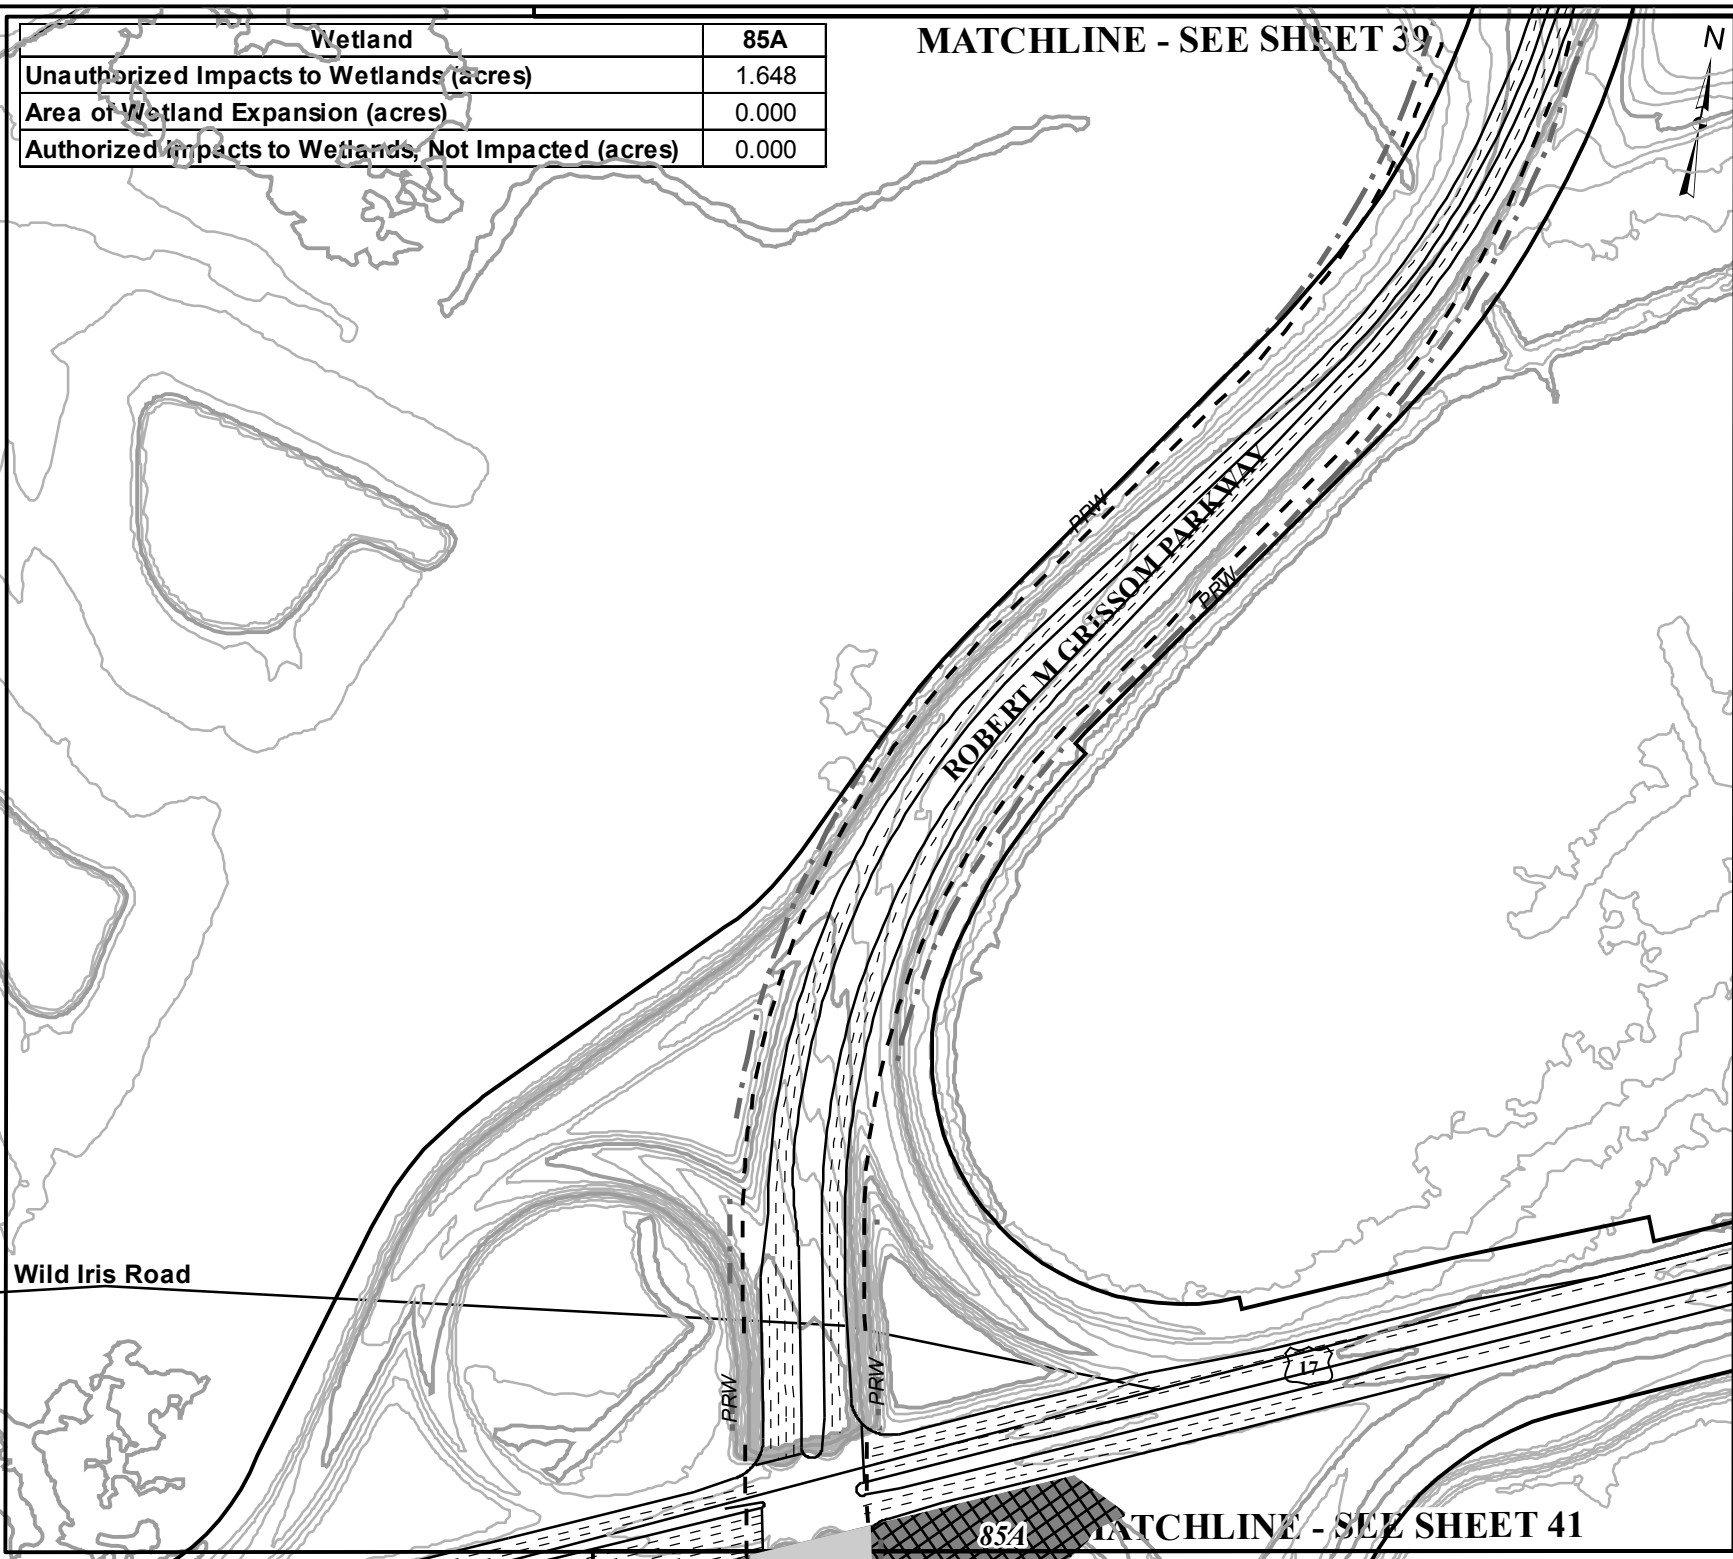 Wetland 85A
Unauthorized Impacts to Wetlands (acres) 1.648
Area of Wetland Expansion (acres) 0.000
Authorized Impacts to Wetlands, Not Impacted (acres) 0.000
MATCHLINE - SEE SHEET 39
N
PRW
ROBERT M GRISSOM PARKWAY
PRW
Wild Iris Road
17
PRW
PRW
85A
MATCHLINE - SEE SHEET 41